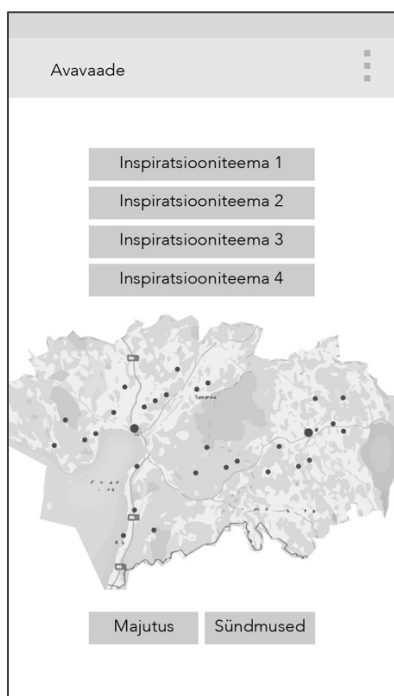 Avavaade
Inspiratsiooniteema 1
Inspiratsiooniteema 2
Inspiratsiooniteema 3
Inspiratsiooniteema 4
Majutus Sündmused